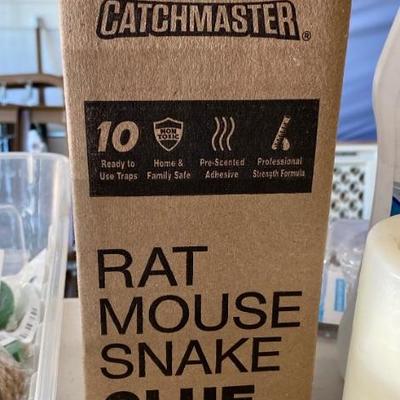 CATCHMASTER®
10
Ready to
Use Traps
NON
TOXIC
Home &
Family Safe
Pre-Scented
Adhesive
Professional
Strength Formula
RAT
MOUSE
SNAKE
GLUE